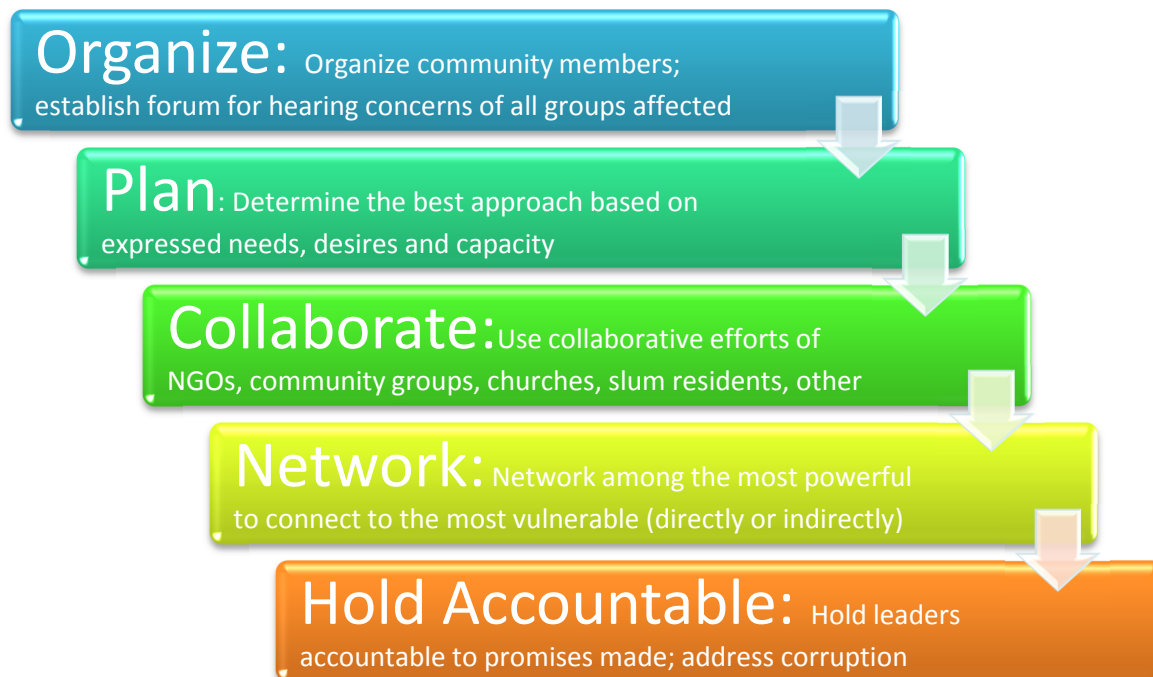 Organize: Organize community members;
establish forum for hearing concerns of all groups affected
Plan: Determine the best approach based on
expressed needs, desires and capacity
Collaborate:Use collaborative efforts of
NGOs, community groups, churches, slum residents, other
Network: Network among the most powerful
to connect to the most vulnerable (directly or indirectly)
Hold Accountable: Hold leaders
accountable to promises made; address corruption